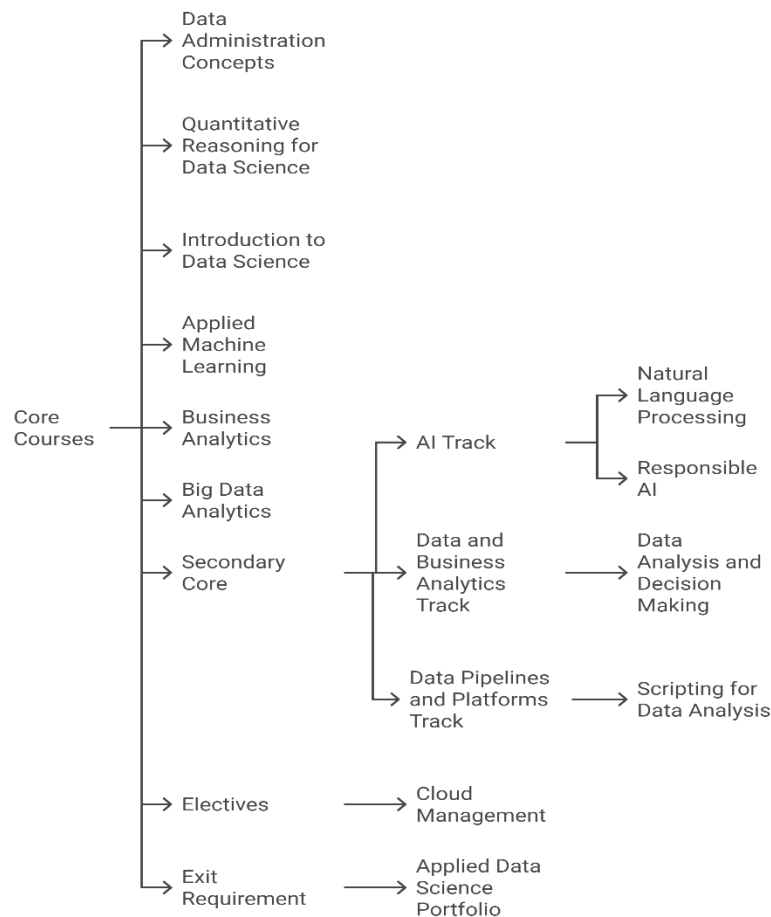 Data
Administration
Concepts
Quantitative
Reasoning for
Data Science
Introduction to
Data Science
Applied
Machine
Learning
Core
Courses
Business
Analytics
Big Data
Analytics
Secondary
Core
AI Track
Natural
Language
Processing
Responsible
AI
Data and
Business
Analytics
Track
Data
Analysis and
Decision
Making
Data Pipelines
and Platforms
Track
Scripting for
Data Analysis
Electives
Cloud
Management
Exit
Requirement
Applied Data
Science
Portfolio